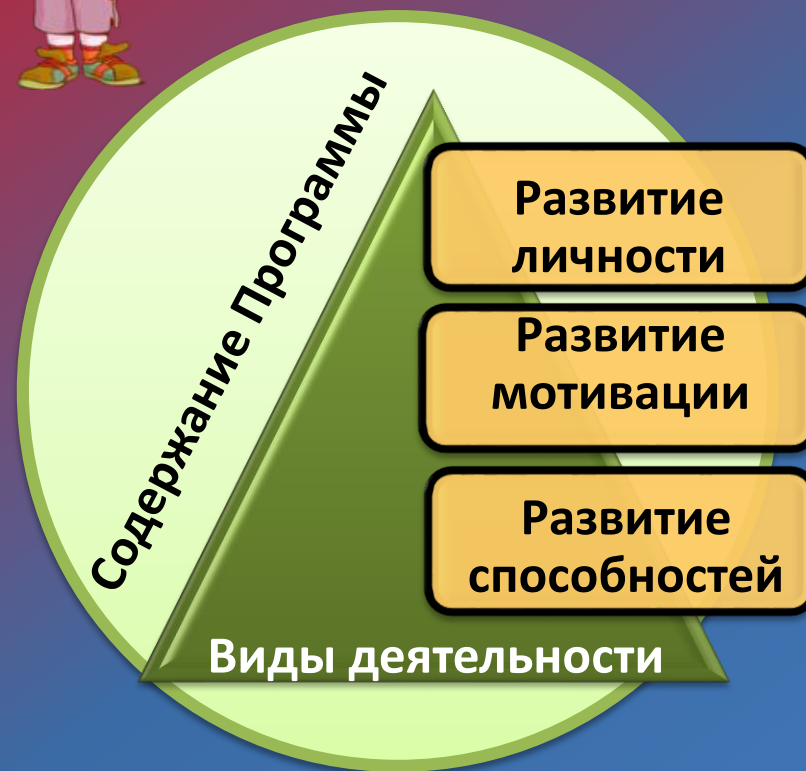 Содержание Программы
Развитие
личности
Развитие
мотивации
Развитие
способностей
Виды деятельности